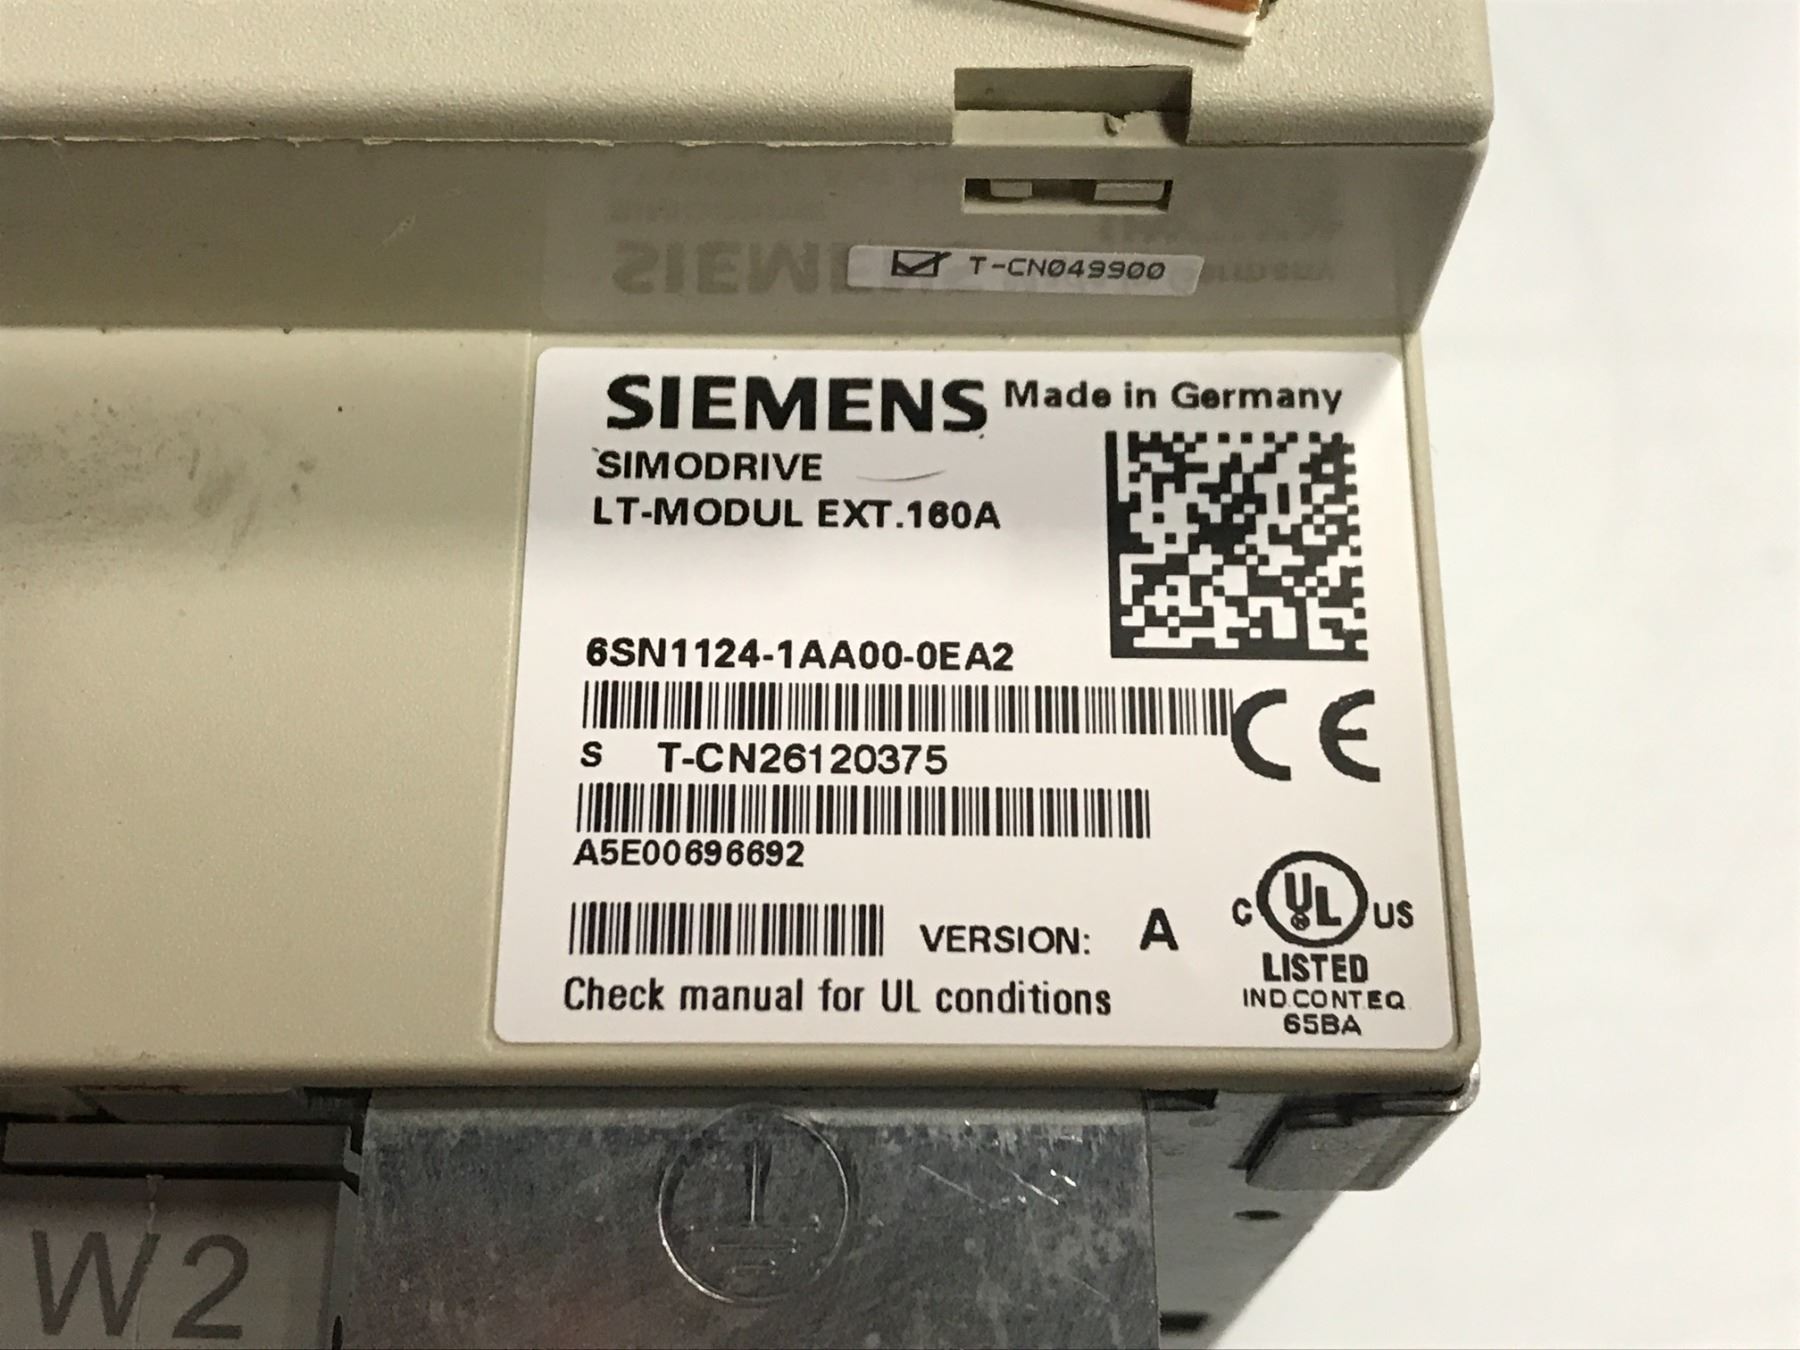 T-CN049900
SIEMENS Made in Germany
SIMODRIVE
LT-MODUL EXT.160A
6SN1124-1AA00-0EA2
S T-CN26120375
A5E00696692
VERSION: A
Check manual for UL conditions
C UL US
LISTED
IND.CONT.EQ.
65BA
CE
W2